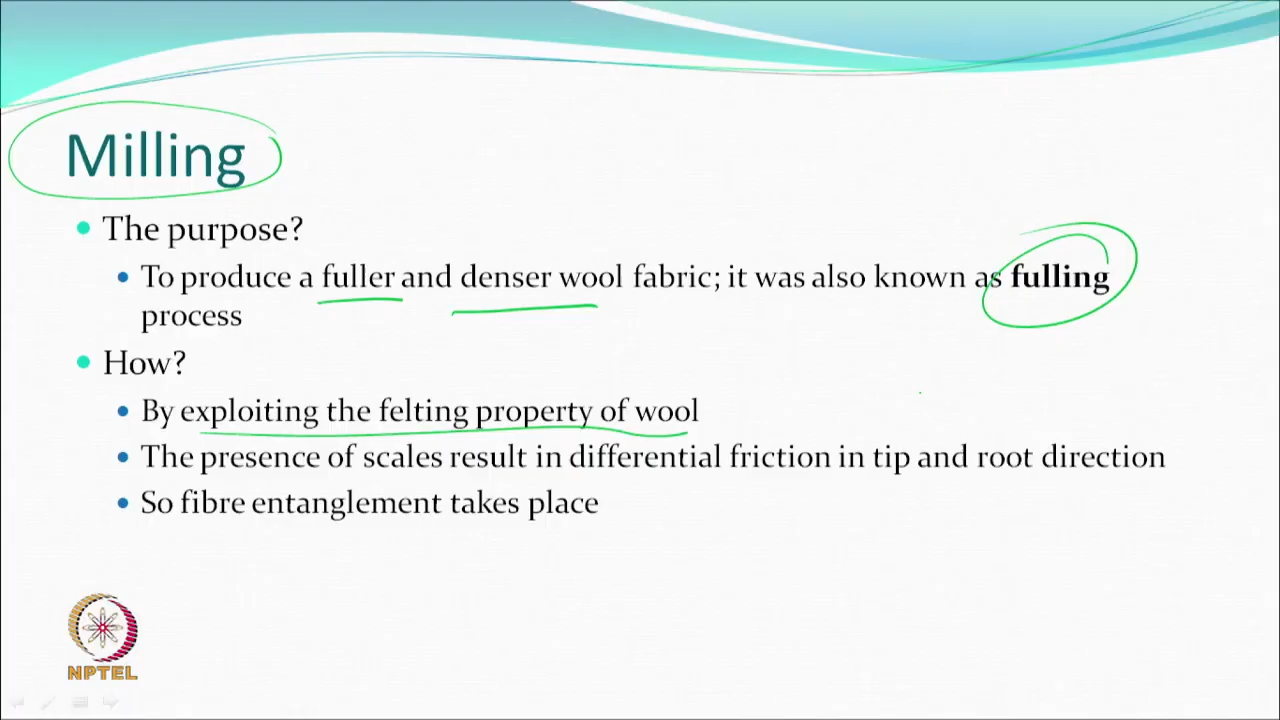 Milling
The purpose?
To produce a fuller and denser wool fabric; it was also known as fulling
process
How?
By exploiting the felting property of wool
The presence of scales result in differential friction in tip and root direction
So fibre entanglement takes place
NPTEL